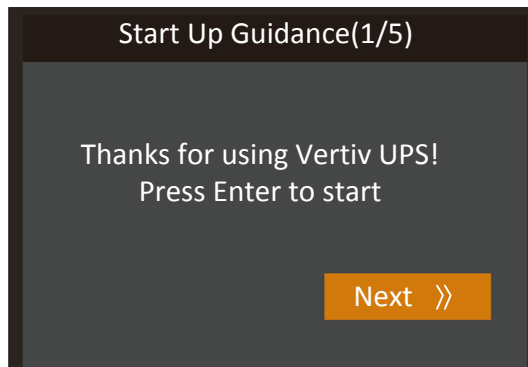 Start Up Guidance(1/5)
Thanks for using Vertiv UPS!
Press Enter to start
Next »